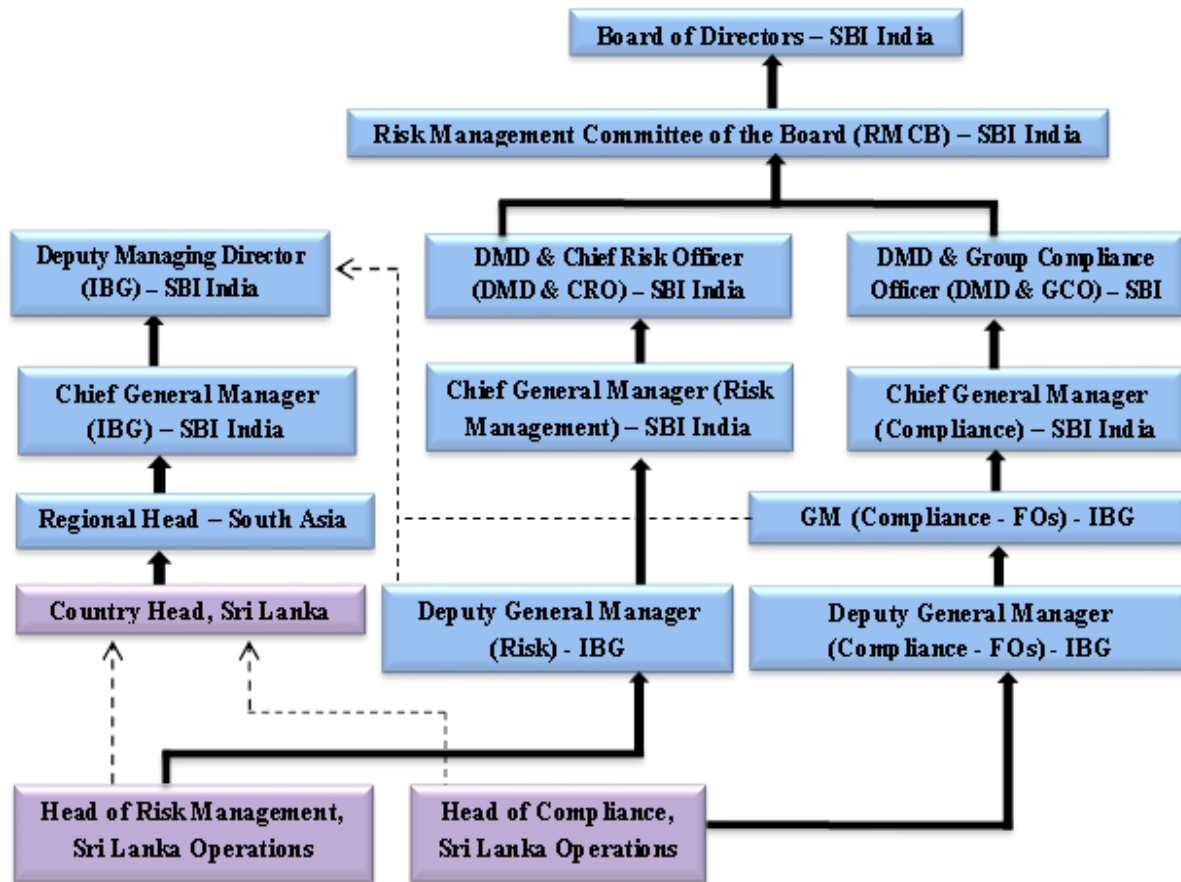 Board of Directors – SBI India
Risk Management Committee of the Board (RMCB) – SBI India
Deputy Managing Director
(IBG) – SBI India
DMD & Chief Risk Officer
(DMD & CRO) – SBI India
DMD & Group Compliance
Officer (DMD & GCO) – SBI
Chief General Manager
(IBG) – SBI India
Chief General Manager (Risk
Management) – SBI India
Chief General Manager
(Compliance) – SBI India
Regional Head – South Asia
GM (Compliance - FOs) - IBG
Country Head, Sri Lanka
Deputy General Manager
(Risk) - IBG
Deputy General Manager
(Compliance - FOs) - IBG
Head of Risk Management,
Sri Lanka Operations
Head of Compliance,
Sri Lanka Operations